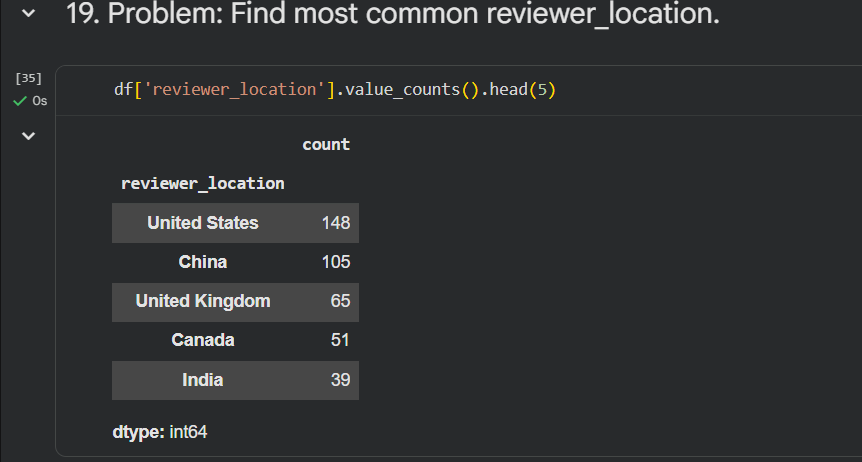 19. Problem: Find most common reviewer_location.
[35]
0s
df['reviewer_location'].value_counts().head(5)
count
reviewer_location
United States 148
China 105
United Kingdom 65
Canada 51
India 39
dtype: int64